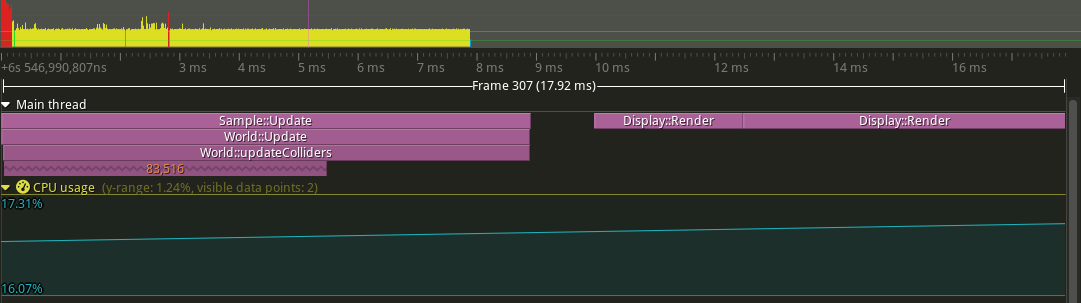 +6s 546,990,807ns 3 ms 4 ms 5 ms 6 ms 7 ms 8 ms 9 ms 10 ms 12 ms 14 ms 16 ms
Frame 307 (17.92 ms)
Main thread
Sample::Update Display::Render Display::Render
World::Update
World::updateColliders
83,516
CPU usage (y-range: 1.24%, visible data points: 2)
17.31%
16.07%